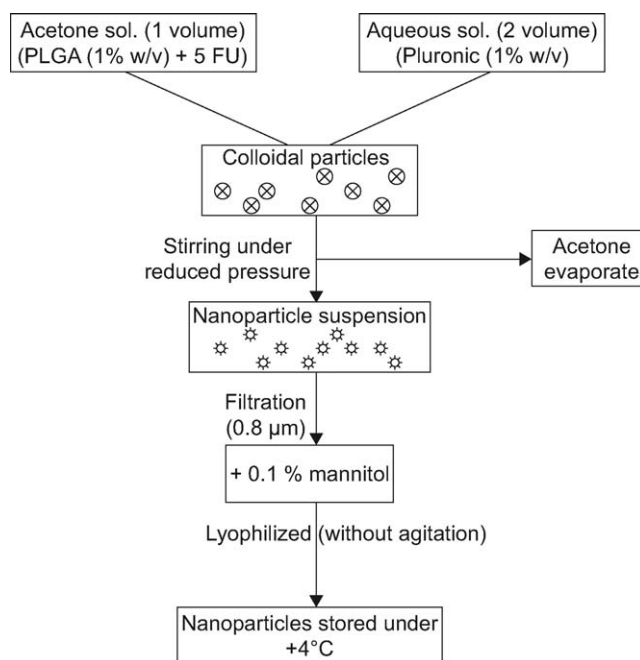 Acetone sol. (1 volume)
(PLGA (1% w/v) + 5 FU)
Aqueous sol. (2 volume)
(Pluronic (1% w/v)
Colloidal particles
Stirring under
reduced pressure
Acetone
evaporate
Nanoparticle suspension
Filtration
(0.8 μm)
+ 0.1 % mannitol
Lyophilized (without agitation)
Nanoparticles stored under
+4°C